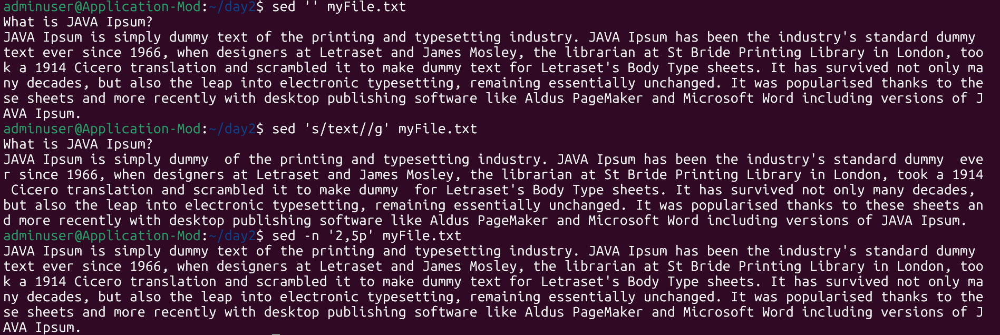 adminuser@Application-Mod:~/day2$ sed '' myFile.txt
What is JAVA Ipsum?
JAVA Ipsum is simply dummy text of the printing and typesetting industry. JAVA Ipsum has been the industry's standard dummy
text ever since 1966, when designers at Letraset and James Mosley, the librarian at St Bride Printing Library in London, too
k a 1914 Cicero translation and scrambled it to make dummy text for Letraset's Body Type sheets. It has survived not only ma
ny decades, but also the leap into electronic typesetting, remaining essentially unchanged. It was popularised thanks to the
se sheets and more recently with desktop publishing software like Aldus PageMaker and Microsoft Word including versions of J
AVA Ipsum.
adminuser@Application-Mod:~/day2$ sed 's/text//g' myFile.txt
What is JAVA Ipsum?
JAVA Ipsum is simply dummy  of the printing and typesetting industry. JAVA Ipsum has been the industry's standard dummy  eve
r since 1966, when designers at Letraset and James Mosley, the librarian at St Bride Printing Library in London, took a 1914
 Cicero translation and scrambled it to make dummy  for Letraset's Body Type sheets. It has survived not only many decades,
but also the leap into electronic typesetting, remaining essentially unchanged. It was popularised thanks to these sheets an
d more recently with desktop publishing software like Aldus PageMaker and Microsoft Word including versions of JAVA Ipsum.
adminuser@Application-Mod:~/day2$ sed -n '2,5p' myFile.txt
JAVA Ipsum is simply dummy text of the printing and typesetting industry. JAVA Ipsum has been the industry's standard dummy
text ever since 1966, when designers at Letraset and James Mosley, the librarian at St Bride Printing Library in London, too
k a 1914 Cicero translation and scrambled it to make dummy text for Letraset's Body Type sheets. It has survived not only ma
ny decades, but also the leap into electronic typesetting, remaining essentially unchanged. It was popularised thanks to the
se sheets and more recently with desktop publishing software like Aldus PageMaker and Microsoft Word including versions of J
AVA Ipsum.